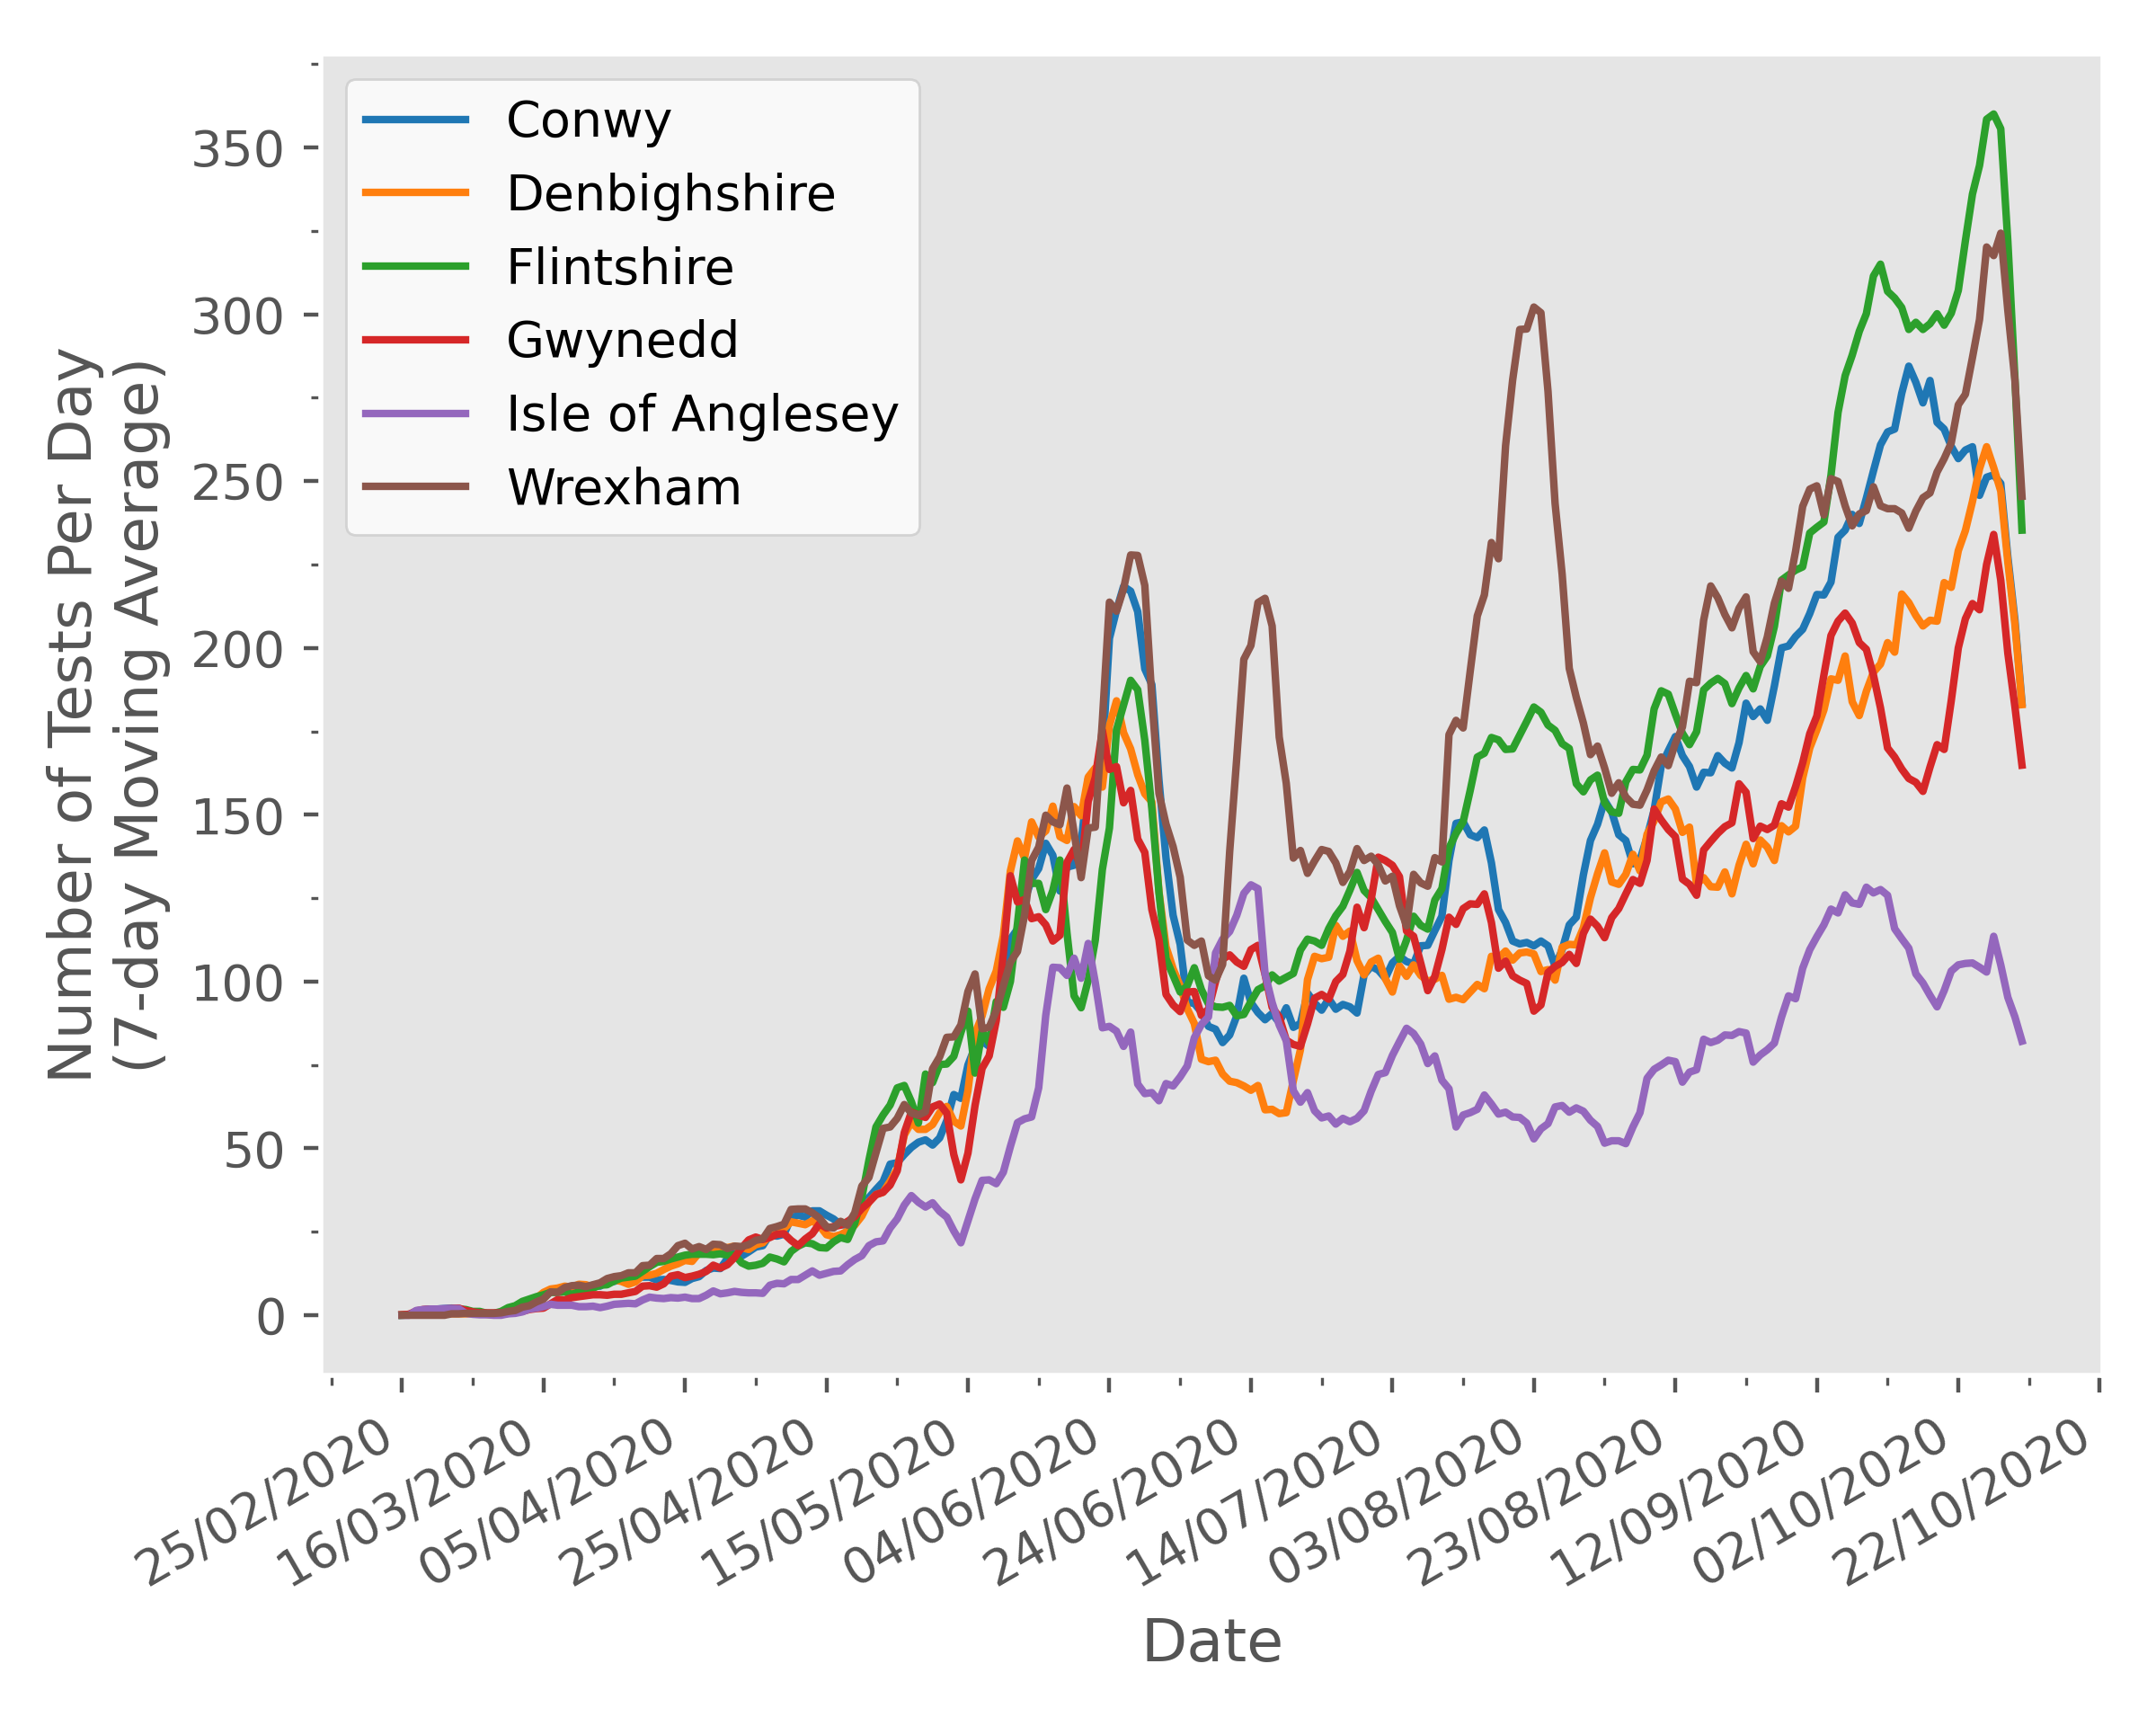 Number of Tests Per Day
(7-day Moving Average)
350
300
250
200
150
100
50
0
Conwy
Denbighshire
Flintshire
Gwynedd
Isle of Anglesey
Wrexham
25/02/2020
16/03/2020
05/04/2020
25/04/2020
15/05/2020
04/06/2020
24/06/2020
14/07/2020
03/08/2020
23/08/2020
12/09/2020
02/10/2020
22/10/2020
Date